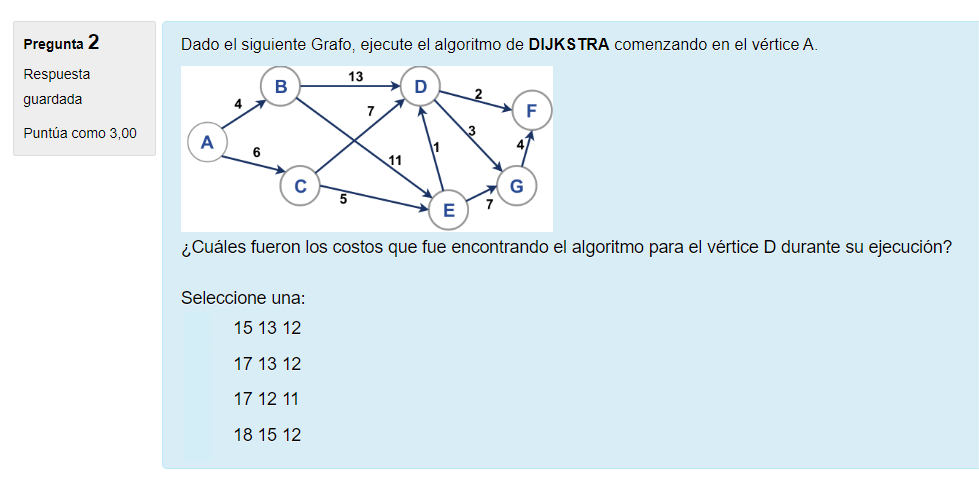 Pregunta 2
Respuesta
guardada
Puntúa como 3,00
Dado el siguiente Grafo, ejecute el algoritmo de DIJKSTRA comenzando en el vértice A.
13
B
D
2
4
7
F
A
3
6
11
1
4
C
G
5
7
E
¿Cuáles fueron los costos que fue encontrando el algoritmo para el vértice D durante su ejecución?
Seleccione una:
15 13 12
17 13 12
17 12 11
18 15 12